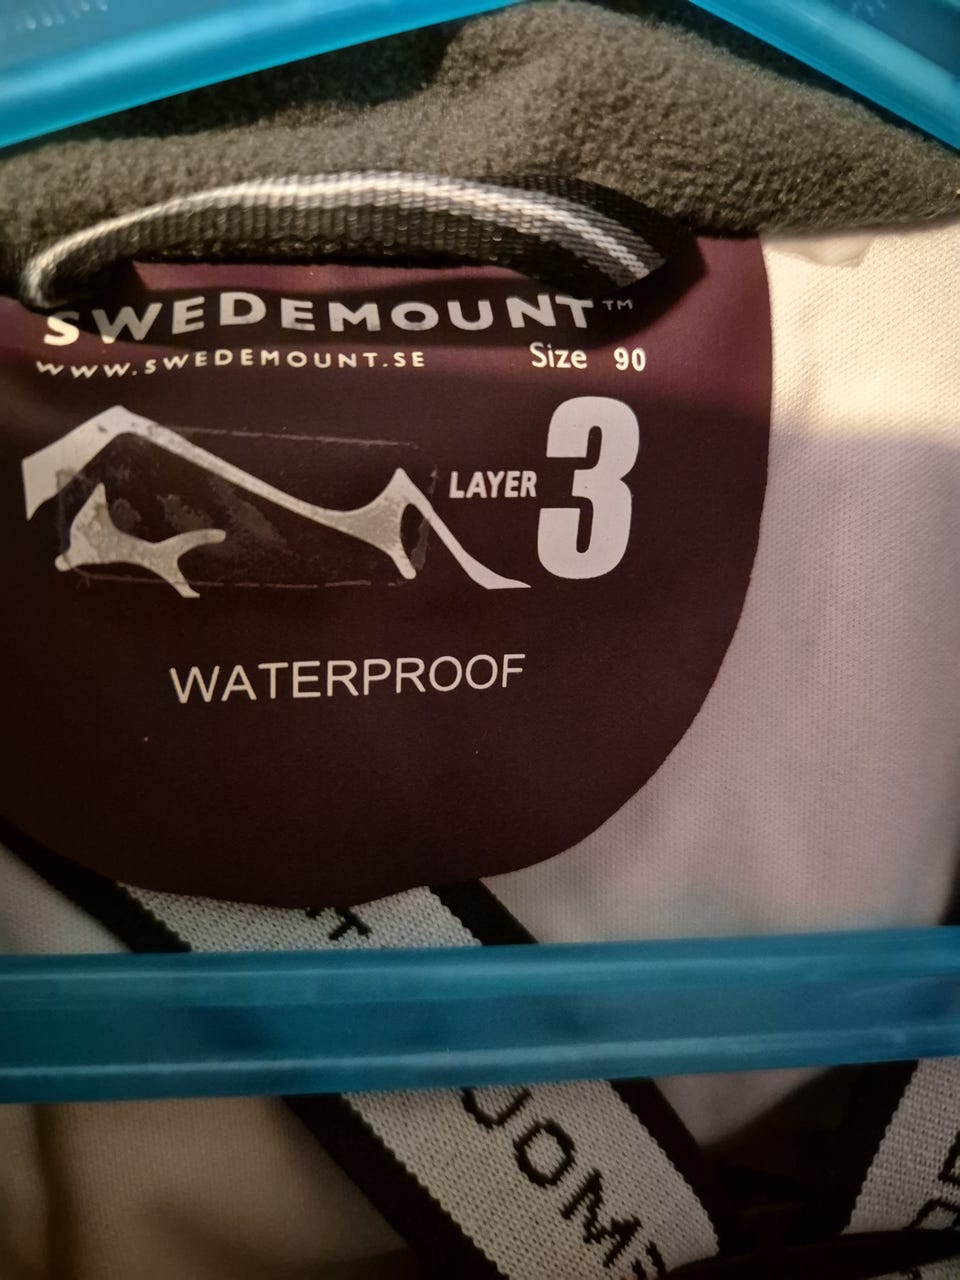 SWEDEMOUNT™
www.SWEDEMOUNT.SE Size 90
LAYER 3
WATERPROOF